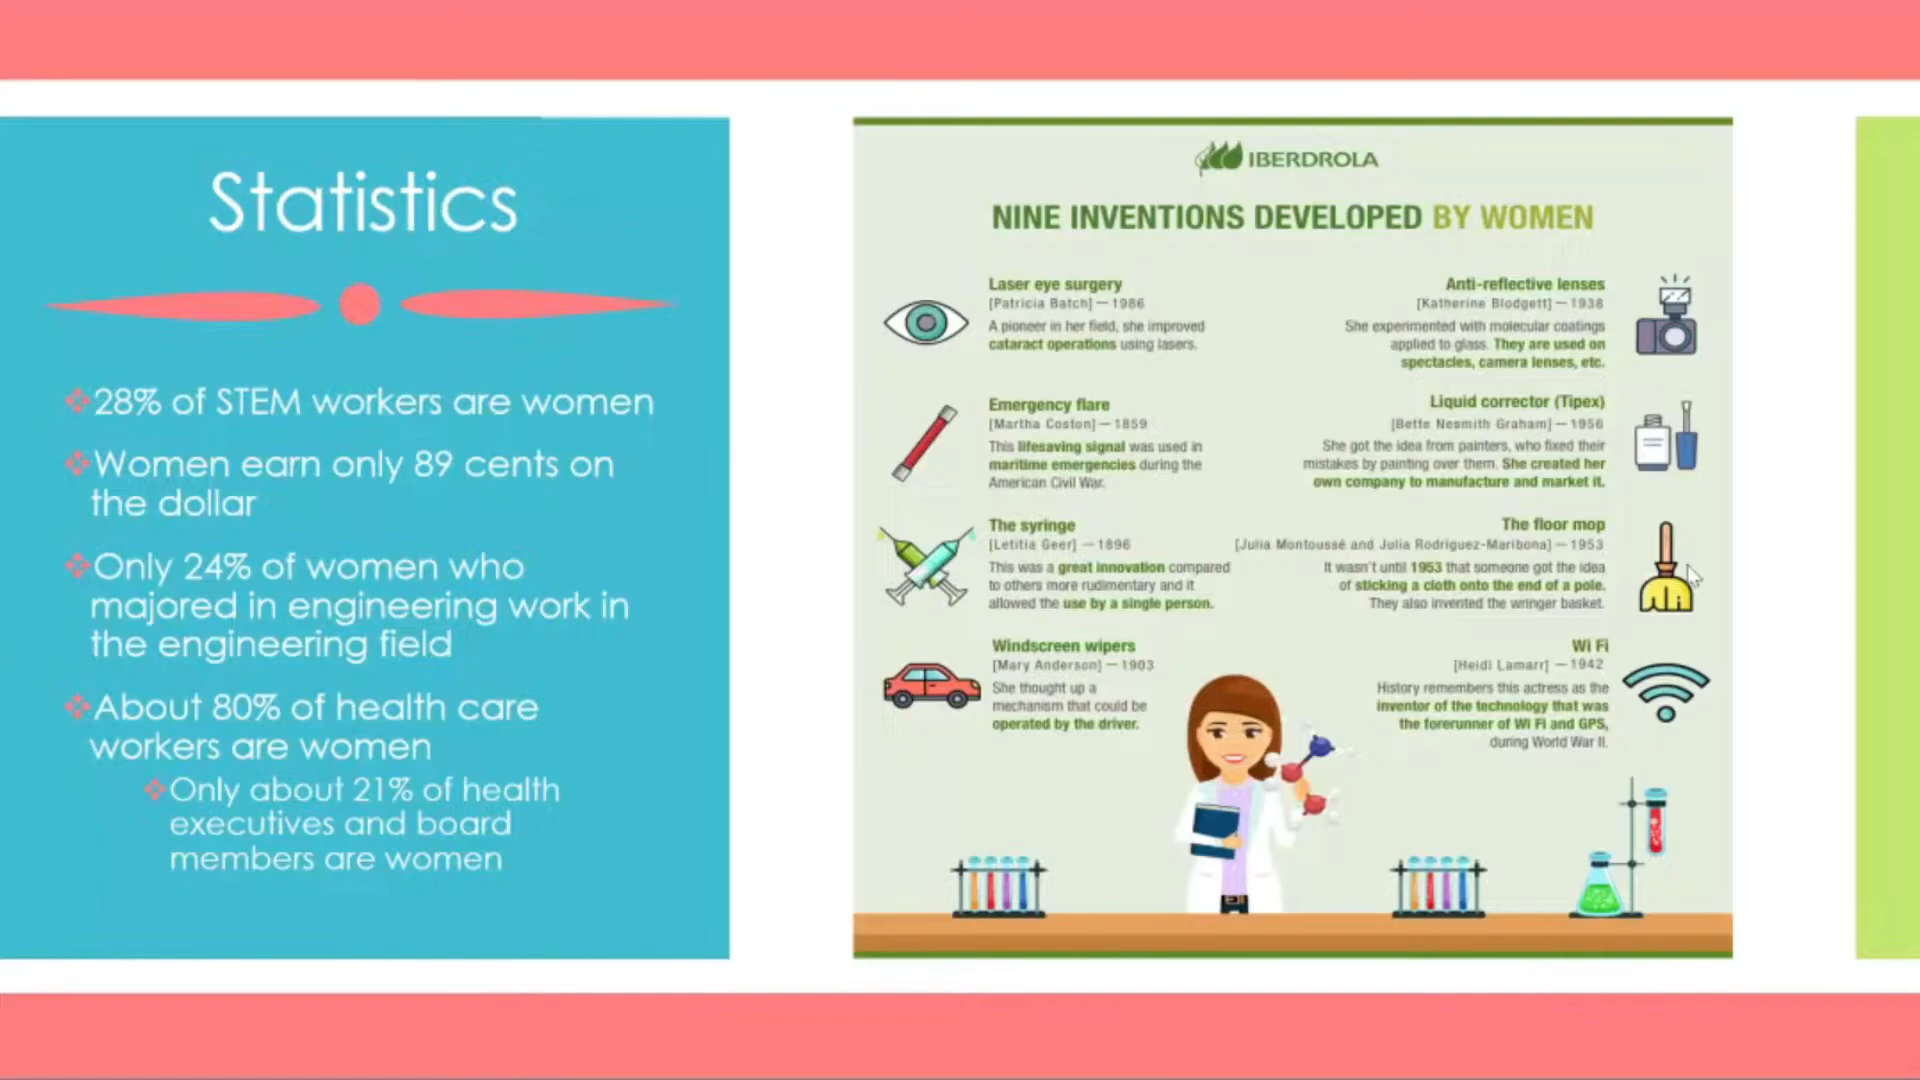 Statistics
28% of STEM workers are women
Women earn only 89 cents on
the dollar
Only 24% of women who
majored in engineering work in
the engineering field
About 80% of health care
workers are women
Only about 21% of health
executives and board
members are women
IBERDROLA
NINE INVENTIONS DEVELOPED BY WOMEN
Laser eye surgery
[Patricia Batch] — 1986
A pioneer in her field, she improved
cataract operations using lasers.
Emergency flare
[Martha Coston] — 1859
This lifesaving signal was used in
maritime emergencies during the
American Civil War.
The syringe
[Letitia Geer] — 1896
This was a great innovation compared
to others more rudimentary and it
allowed the use by a single person.
Windscreen wipers
[Mary Anderson] — 1903
She thought up a
mechanism that could be
operated by the driver.
Anti-reflective lenses
[Katherine Blodgett] — 1938
She experimented with molecular coatings
applied to glass. They are used on
spectacles, camera lenses, etc.
Liquid corrector (Tipex)
[Bette Nesmith Graham] — 1956
She got the idea from painters, who fixed their
mistakes by painting over them. She created her
own company to manufacture and market it.
The floor mop
[Julia Montoussé and Julia Rodríguez-Maribona] — 1953
It wasn't until 1953 that someone got the idea
of sticking a cloth onto the end of a pole.
They also invented the wringer basket.
Wi Fi
[Heidi Lamarr] — 1942
History remembers this actress as the
inventor of the technology that was
the forerunner of Wi Fi and GPS,
during World War II.